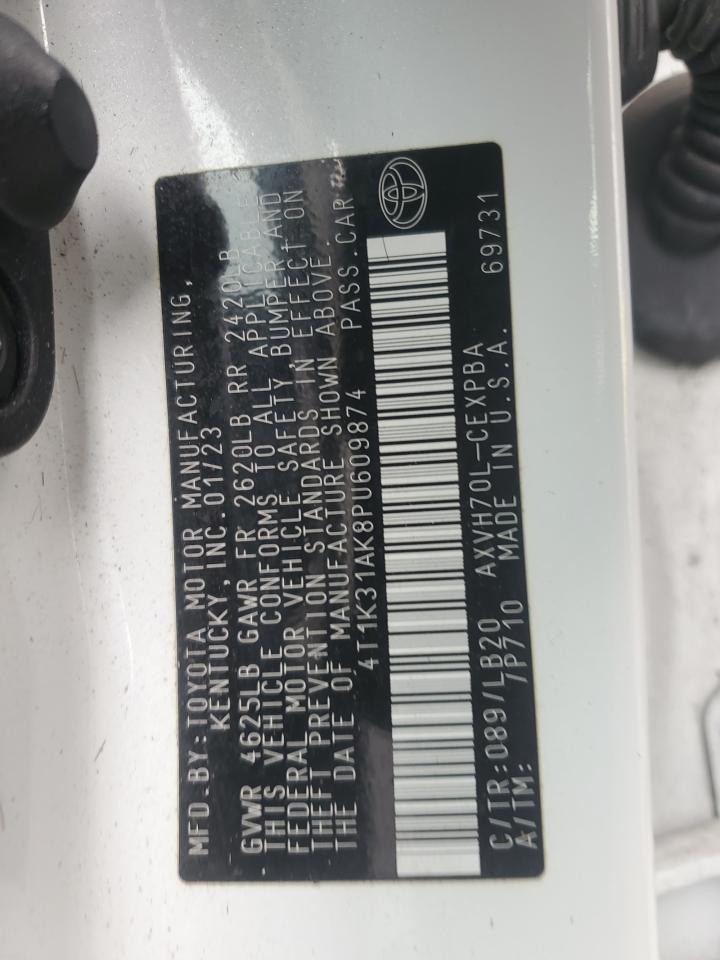 MFD.BY:TOYOTA MOTOR MANUFACTURING,
KENTUCKY,INC.01/23
GVWR 4625LB GAWR FR 2620LB RR 2420LB
THIS VEHICLE CONFORMS TO ALL APPLICABLE
FEDERAL MOTOR VEHICLE SAFETY,BUMPER AND
THEFT PREVENTION STANDARDS IN EFFECT ON
THE DATE OF MANUFACTURE SHOWN ABOVE.
4T1K31AK8PU609874 PASS.CAR
C/TR:089/LB20 AXVH70L-CEXPBA 69731
A/TM: /P710 MADE IN U.S.A.